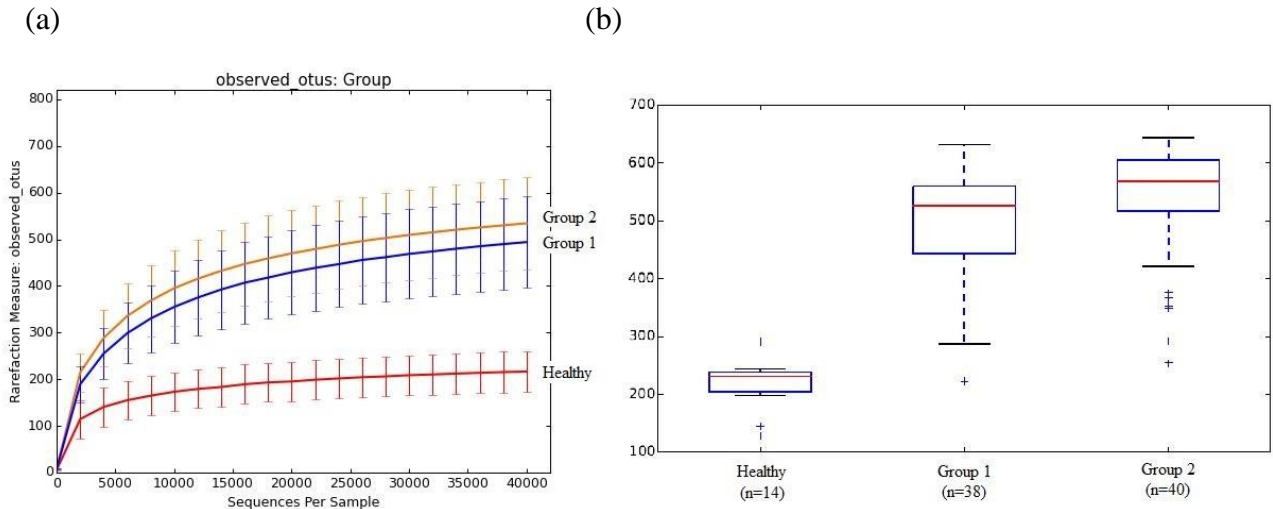 (a)
(b)
observed_otus: Group
Rarefaction Measure: observed_otus
800
700
600
500
400
300
200
100
0
0 5000 10000 15000 20000 25000 30000 35000 40000
Sequences Per Sample
Group 2
Group 1
Healthy
700
600
500
400
300
200
100
Healthy
(n=14)
Group 1
(n=38)
Group 2
(n=40)